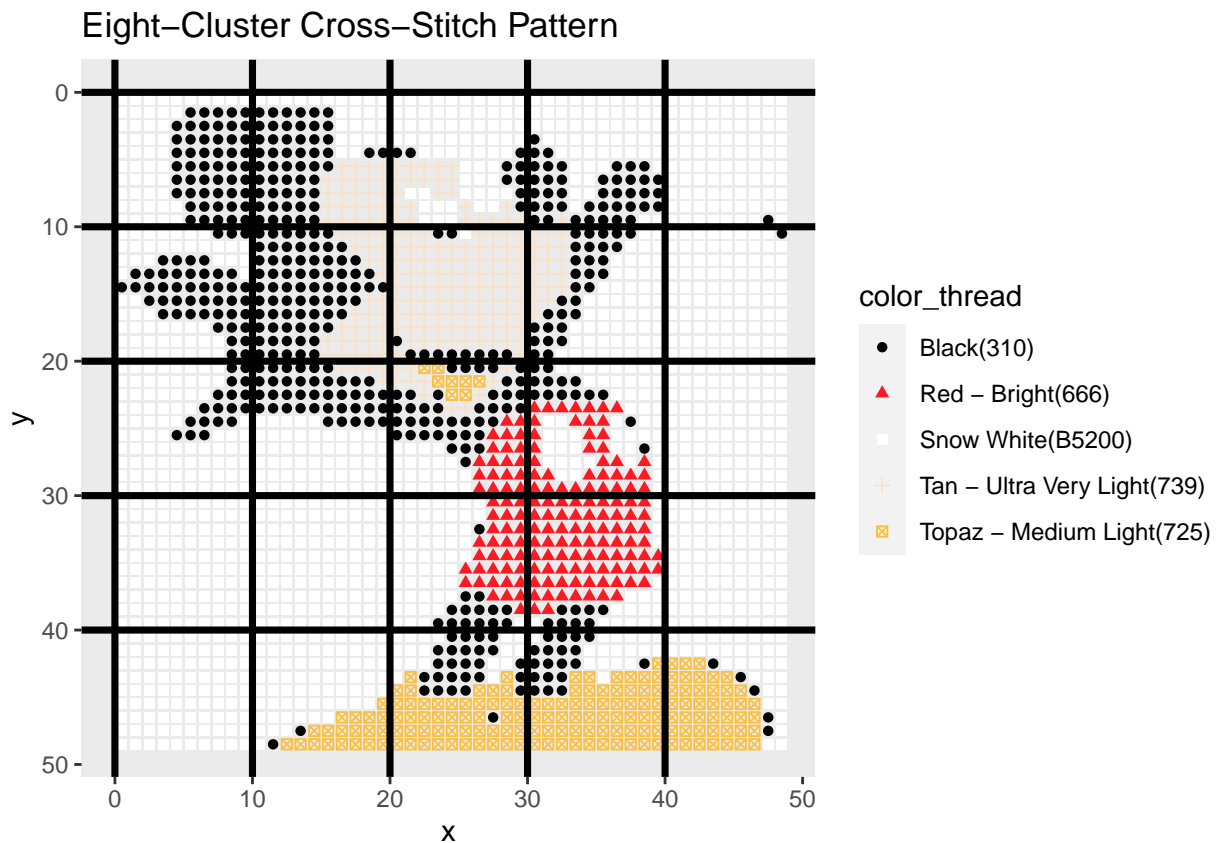 Eight−Cluster Cross−Stitch Pattern
0
10
20
30
40
50
y
0 10 20 30 40 50
x
color_thread
Black(310)
Red − Bright(666)
Snow White(B5200)
Tan − Ultra Very Light(739)
Topaz − Medium Light(725)